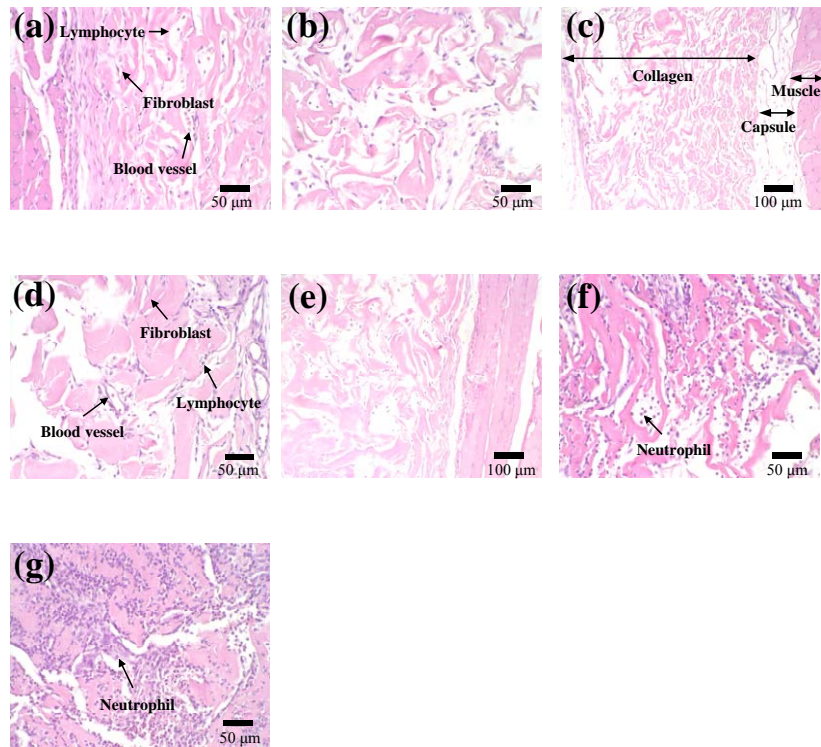 (a)
Lymphocyte
Fibroblast
Blood vessel
50 μm
(b)
50 μm
(c)
Collagen
Muscle
Capsule
100 μm
(d)
Fibroblast
Lymphocyte
Blood vessel
50 μm
(e)
100 μm
(f)
Neutrophil
50 μm
(g)
Neutrophil
50 μm